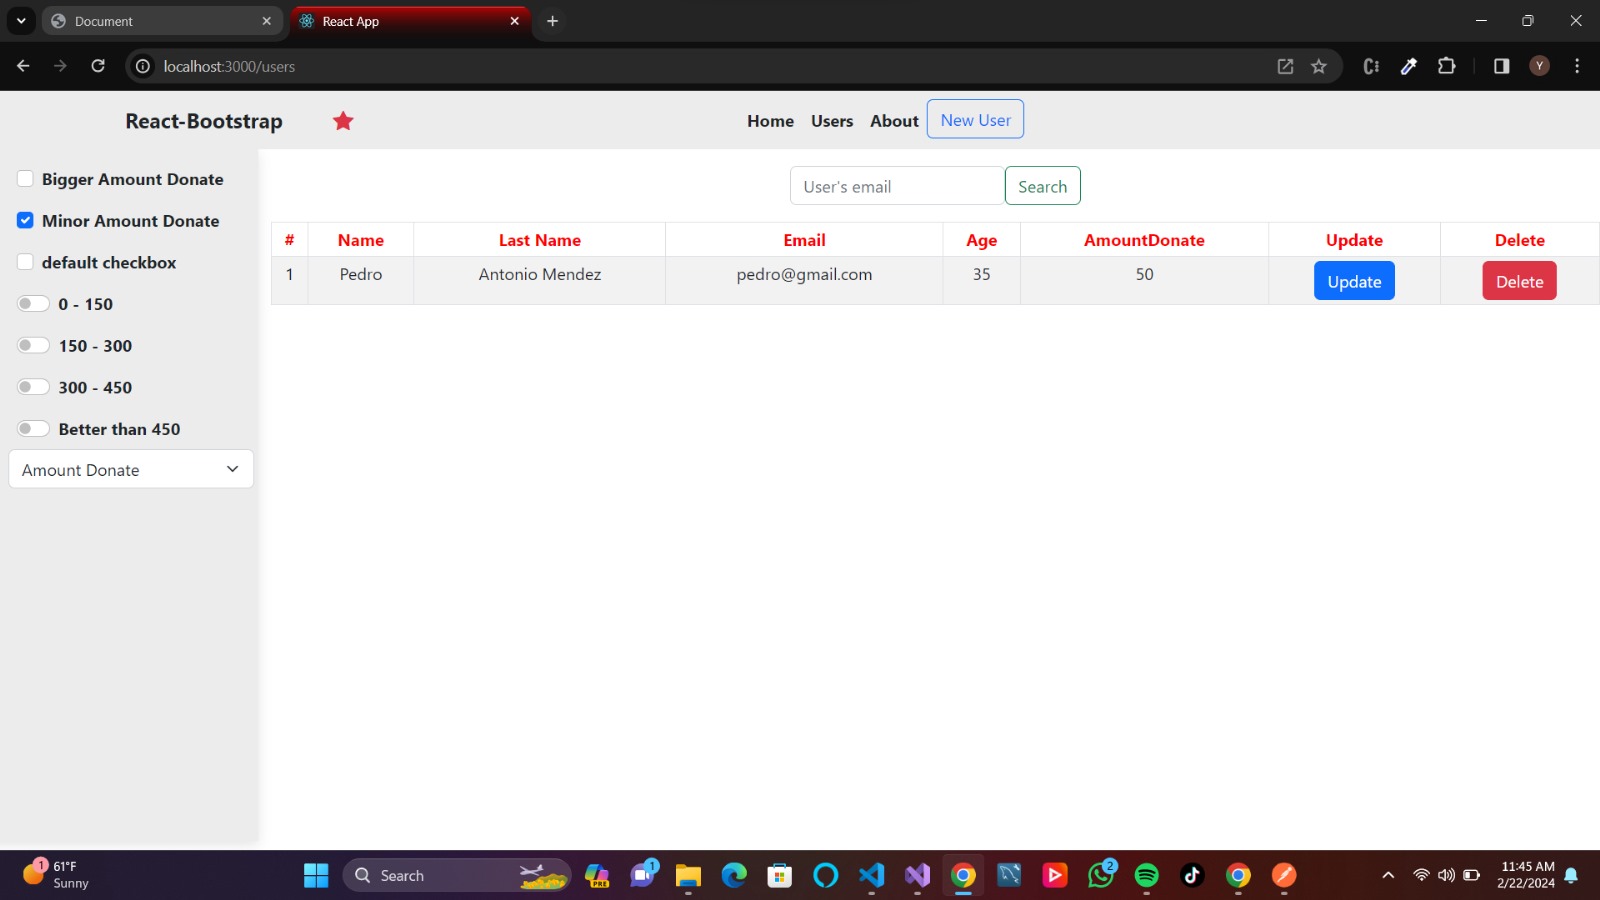 Document
React App
localhost:3000/users
Y
React-Bootstrap
Home Users About New User
Bigger Amount Donate
Minor Amount Donate
default checkbox
0 - 150
150 - 300
300 - 450
Better than 450
Amount Donate
User's email Search
# Name Last Name Email Age AmountDonate Update Delete
1 Pedro Antonio Mendez pedro@gmail.com 35 50 Update Delete
1
61°F
Sunny
Search
PRE
1
2
11:45 AM
2/22/2024